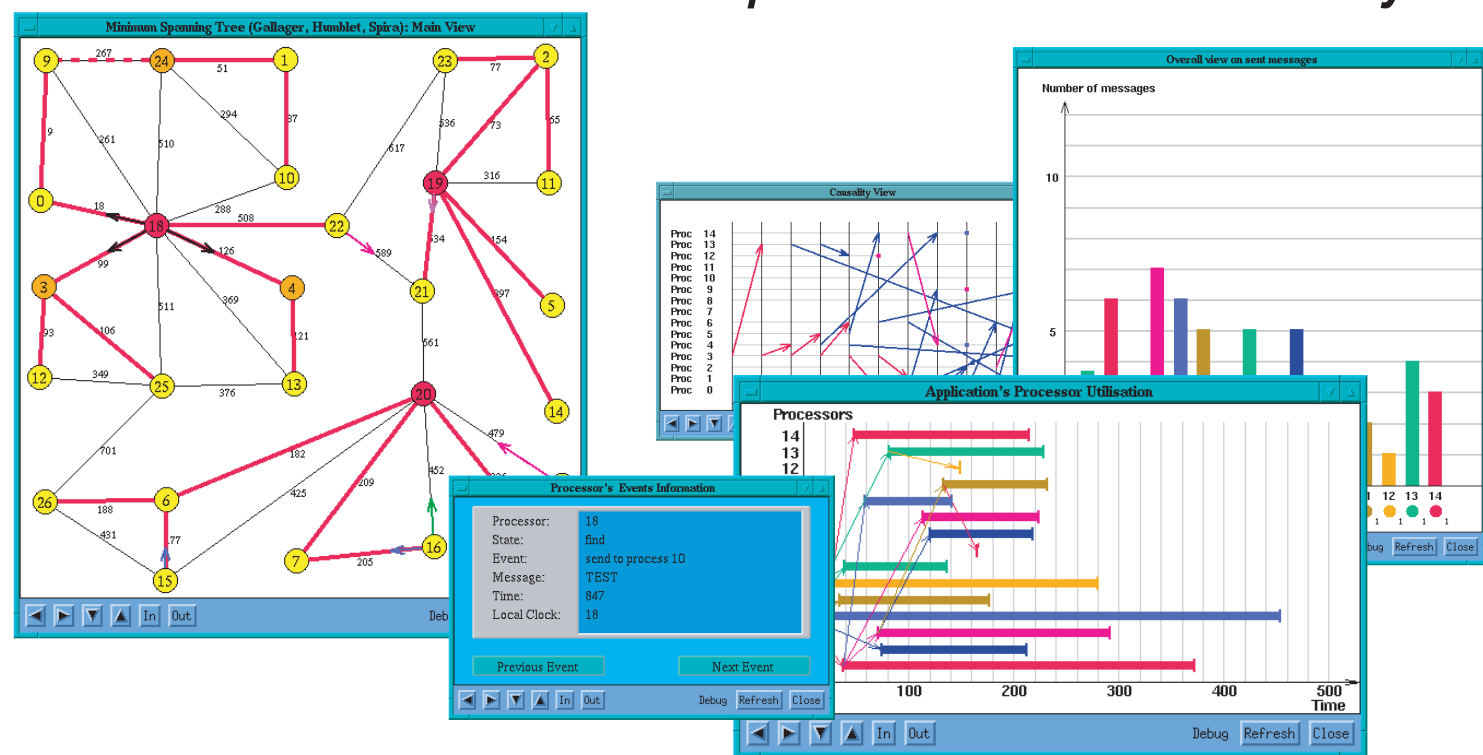 Minimum Spanning Tree (Gallager, Humblet, Spira): Main View
9 267 24 51 1 23 77 2
9 261 510 294 37 617 536 73 65
10 19 316 11
0 18 288
18 508 22
99 126 589 534 154
3 4 21 5
511 369 397
93 106 121 561
12 349 25 376 13 20 14
701 182 479
425 209 452
26 188 6
431 177 16
15 7 205
In Out
Causality View
Proc 14
Proc 13
Proc 12
Proc 11
Proc 10
Proc 9
Proc 8
Proc 7
Proc 6
Proc 5
Proc 4
Proc 3
Proc 2
Proc 1
Proc 0
Overall view on sent messages
Number of messages
10
5
12 13 14
1 1 1 1
Refresh Close
Processor's Events Information
Processor: 18
State: find
Event: send to process 10
Message: TEST
Time: 847
Local Clock: 18
Previous Event Next Event
In Out Debug Refresh Close
Application's Processor Utilisation
Processors
14
13
12
100 200 300 400 500
Time
In Out Debug Refresh Close